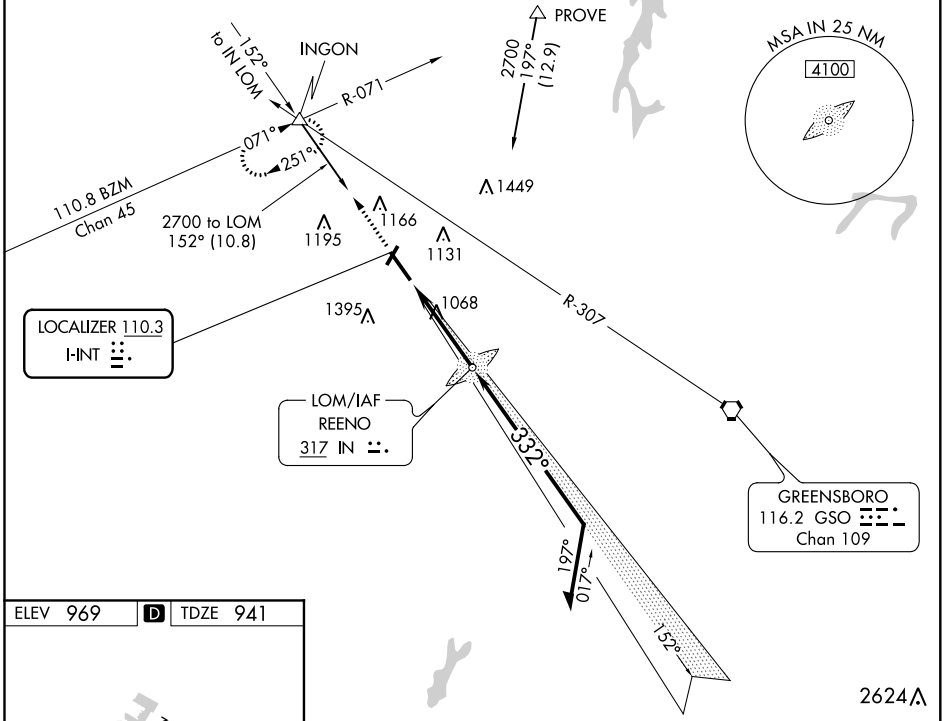 PROVE
2700
197°
(12.9)
MSA IN 25 NM
4100
152°
to IN LOM
INGON
R-071
071°
251°
110.8 BZM
Chan 45
2700 to LOM
152° (10.8)
1449
1166
1195
1131
1395
1068
R-307
LOCALIZER 110.3
I-INT
LOM/IAF
REENO
317 IN
332°
GREENSBORO
116.2 GSO
Chan 109
197°
017°
152°
ELEV 969 D TDZE 941
2624